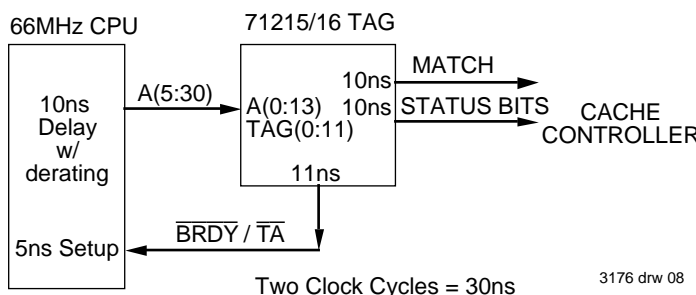 66MHz CPU
71215/16 TAG
10ns
Delay
w/
derating
A(5:30)
A(0:13)
TAG(0:11)
10ns
10ns
MATCH
STATUS BITS
CACHE
CONTROLLER
11ns
5ns Setup
BRDY / TA
Two Clock Cycles = 30ns
3176 drw 08